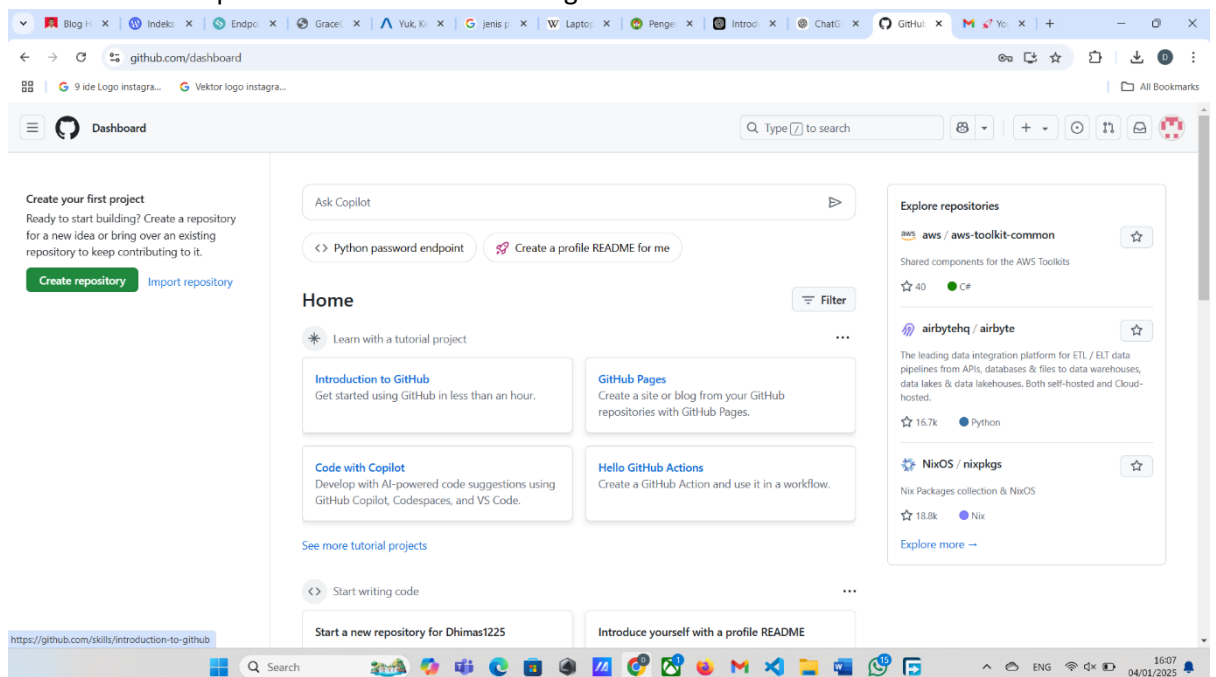 Blog H
Indeks
Endpoi
GraceC
Yuk, Ko
jenis p
Laptop
Penger
Introdu
ChatGP
GitHub
You
github.com/dashboard
9 ide Logo instagra...
Vektor logo instagra...
All Bookmarks
Dashboard
Type / to search
Create your first project
Ready to start building? Create a repository
for a new idea or bring over an existing
repository to keep contributing to it.
Create repository
Import repository
Ask Copilot
Python password endpoint
Create a profile README for me
Home
Filter
Learn with a tutorial project
Introduction to GitHub
Get started using GitHub in less than an hour.
GitHub Pages
Create a site or blog from your GitHub
repositories with GitHub Pages.
Code with Copilot
Develop with AI-powered code suggestions using
GitHub Copilot, Codespaces, and VS Code.
Hello GitHub Actions
Create a GitHub Action and use it in a workflow.
See more tutorial projects
Start writing code
Start a new repository for Dhimas1225
Introduce yourself with a profile README
Explore repositories
aws / aws-toolkit-common
Shared components for the AWS Toolkits
40 C#
airbytehq / airbyte
The leading data integration platform for ETL / ELT data
pipelines from APIs, databases & files to data warehouses,
data lakes & data lakehouses. Both self-hosted and Cloud-
hosted.
16.7k Python
NixOS / nixpkgs
Nix Packages collection & NixOS
18.8k Nix
Explore more →
https://github.com/skills/introduction-to-github
Search
ENG
16:07
04/01/2025